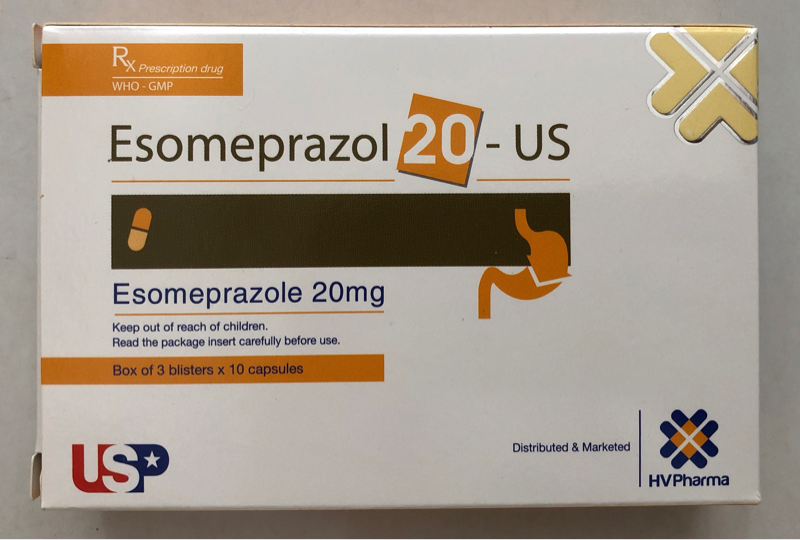 Rx Prescription drug
WHO - GMP
Esomeprazol 20 - US
Esomeprazole 20mg
Keep out of reach of children.
Read the package insert carefully before use.
Box of 3 blisters x 10 capsules
USP
Distributed & Marketed
HVPharma